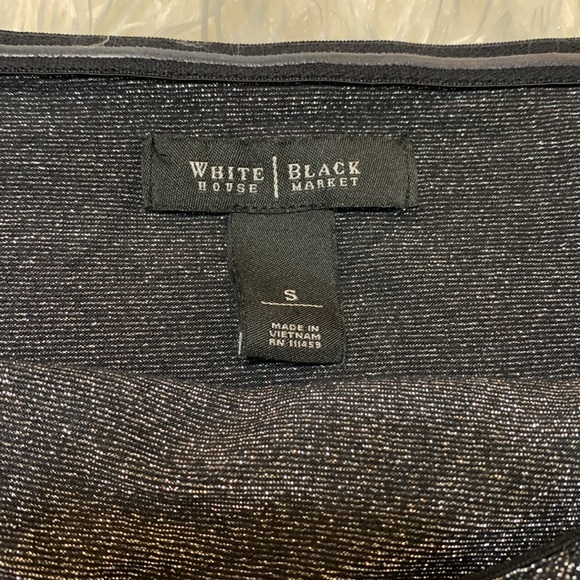 WHITE | BLACK
HOUSE | MARKET
S
MADE IN
VIETNAM
RN 111459